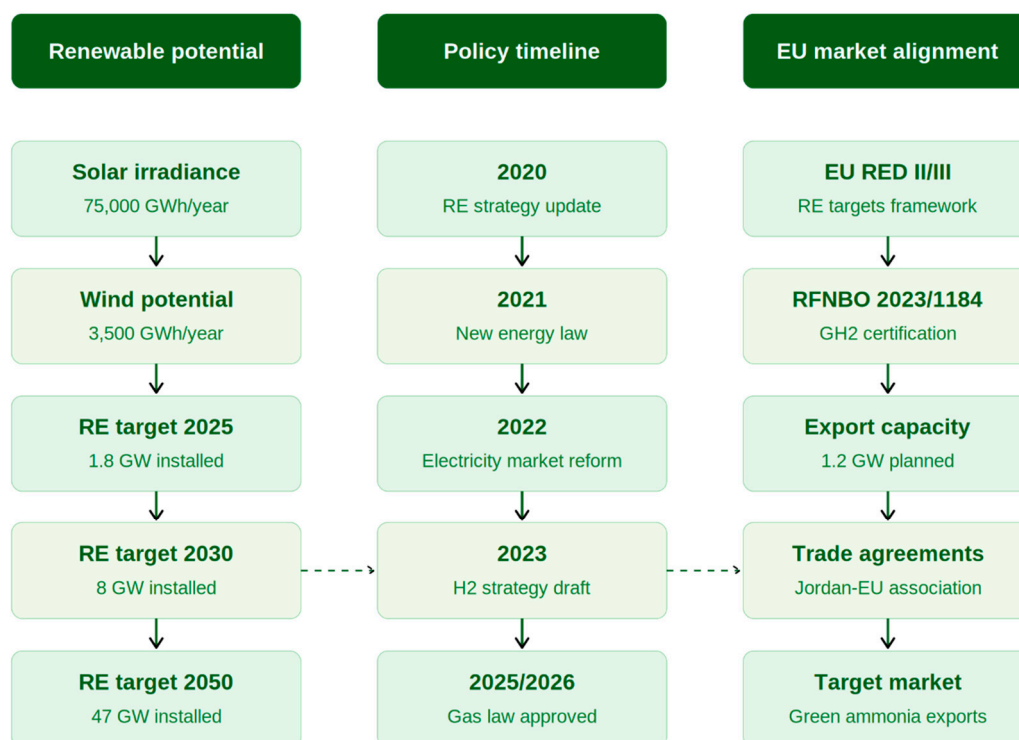 Renewable potential
Policy timeline
EU market alignment
Solar irradiance
75,000 GWh/year
2020
RE strategy update
EU RED II/III
RE targets framework
Wind potential
3,500 GWh/year
2021
New energy law
RFNBO 2023/1184
GH2 certification
RE target 2025
1.8 GW installed
2022
Electricity market reform
Export capacity
1.2 GW planned
RE target 2030
8 GW installed
2023
H2 strategy draft
Trade agreements
Jordan-EU association
RE target 2050
47 GW installed
2025/2026
Gas law approved
Target market
Green ammonia exports